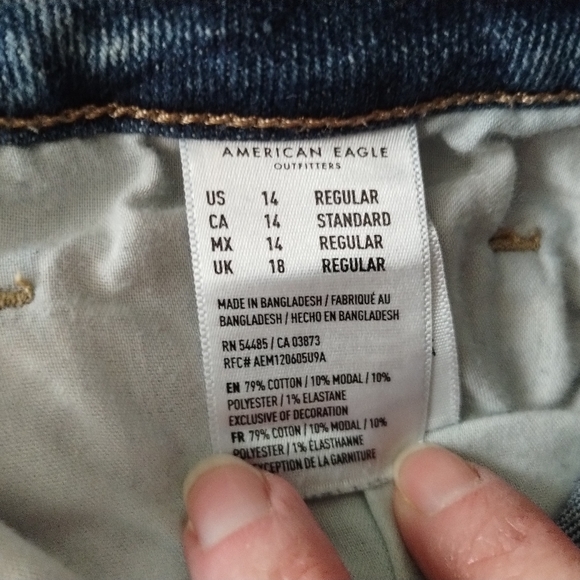 AMERICAN EAGLE
OUTFITTERS
US 14 REGULAR
CA 14 STANDARD
MX 14 REGULAR
UK 18 REGULAR
MADE IN BANGLADESH / FABRIQUÉ AU
BANGLADESH / HECHO EN BANGLADESH
RN 54485 / CA 03873
RFC# AEM120605U9A
EN 79% COTTON / 10% MODAL / 10%
POLYESTER / 1% ELASTANE
EXCLUSIVE OF DECORATION
FR 79% COTON / 10% MODAL / 10%
POLYESTER / 1% ÉLASTHANNE
EXCEPTION DE LA GARNITURE